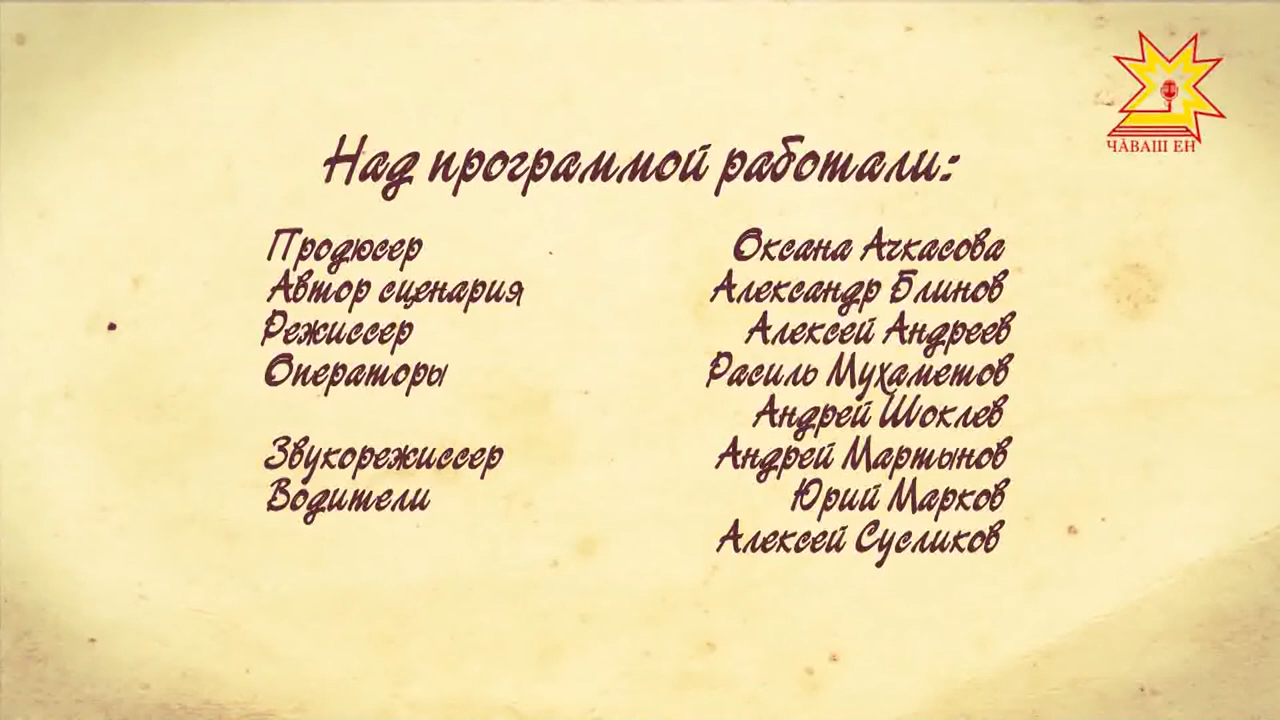 ЧӐВАШ ЕН
Над программой работали:
Продюсер Оксана Ачкасова
Автор сценария Александр Блинов
Режиссер Алексей Андреев
Операторы Расиль Мухаметов
Андрей Шоклев
Звукорежиссер Андрей Мартынов
Водители Юрий Марков
Алексей Сусликов